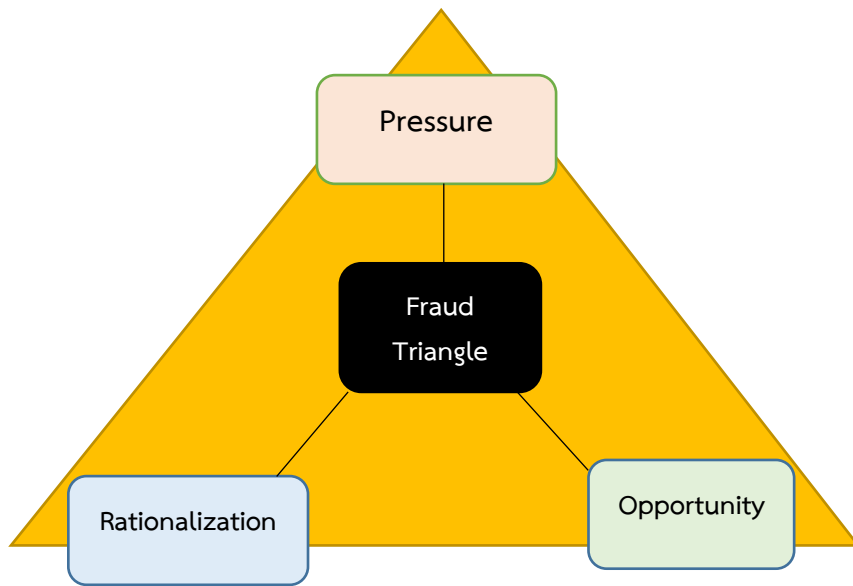 Pressure
Fraud
Triangle
Rationalization
Opportunity